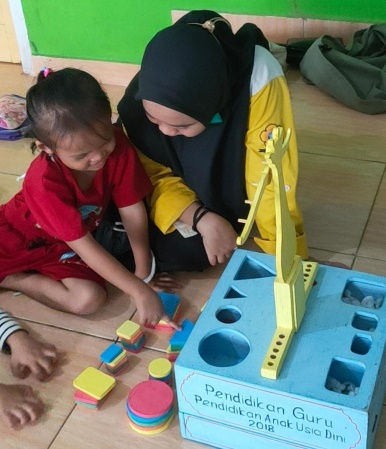 Pendidikan Guru
Pendidikan Anak Usia Dini
2018